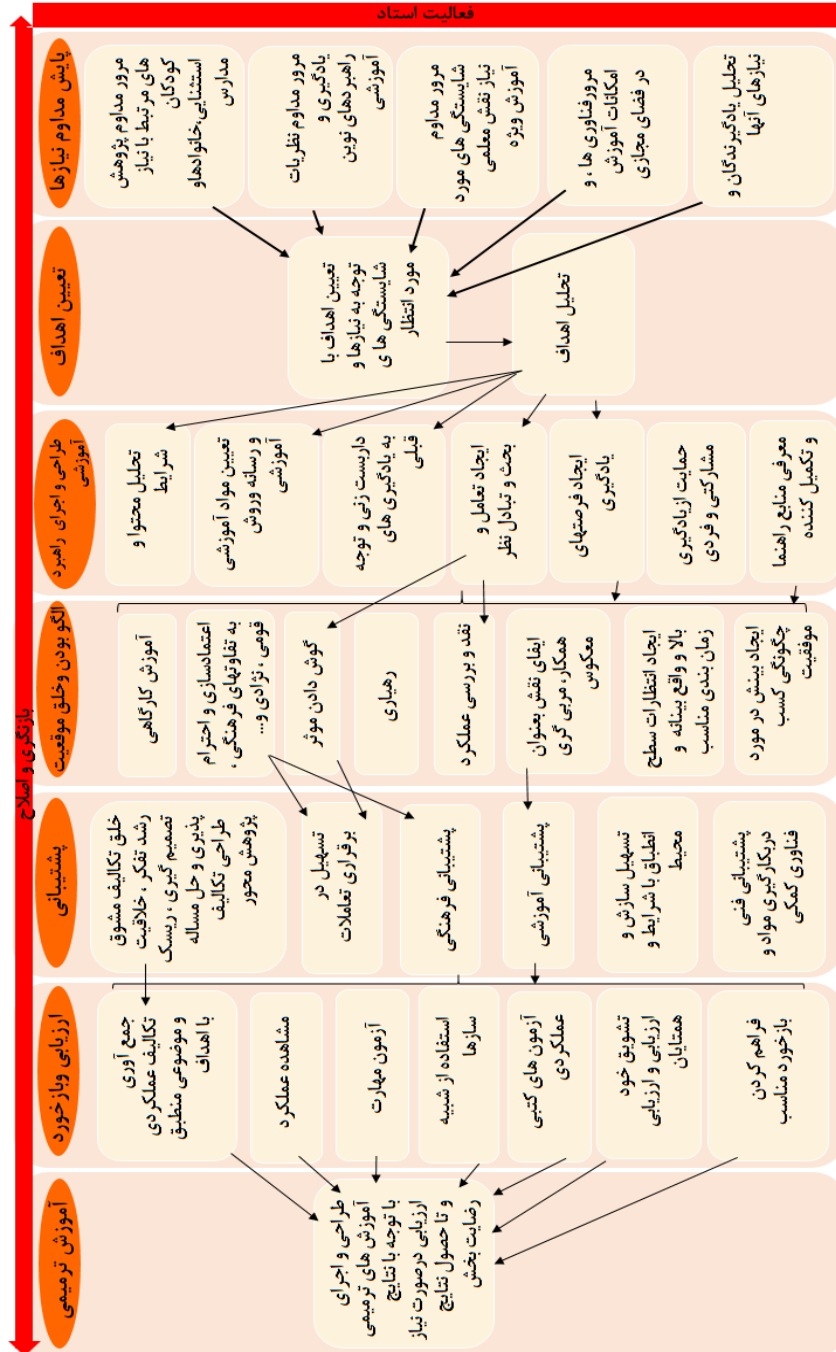 فعالیت استاد
بازنگری و اصلاح
پایش مداوم نیازها
مرور مداوم پژوهش
های مرتبط با نیاز
کودکان
استثنایی،خانوادهاو
مدارس
مرور مداوم نظریات
یادگیری و
راهبردهای نوین
آموزشی
مرور مداوم
شایستگی های مورد
نیاز نقش معلمی
آموزش ویژه
مرورفناوری ها ، و
امکانات آموزش
در فضای مجازی
تحلیل یادگیرندگان و
نیازهای آنها
تعیین اهداف
تعیین اهداف با
توجه به نیازها و
شایستگی ها ی
مورد انتظار
تحلیل اهداف
طراحی و اجرای راهبرد
آموزشی
تحلیل محتوا و
شرایط
تعیین مواد آموزشی
و رسانه وروش
آموزشی
داربست زنی و توجه
به یادگیری های
قبلی
ایجاد تعامل و
بحث و تبادل نظر
ایجاد فرصتهای
یادگیری
حمایت ازیادگیری
مشارکتی و فردی
معرفی منابع راهنما
و تکمیل کننده
الگو بودن وخلق موقعیت
آموزش کارگاهی
اعتمادسازی و احترام
به تفاوتهای فرهنگی ،
قومی ، نژادی و...
گوش دادن موثر
رهیاری
نقد و بررسی عملکرد
ایفای نقش بعنوان
همکار، مربی گری
معکوس
ایجاد انتظارات سطح
بالا و واقع بینانه و
زمان بندی مناسب
ایجاد بینش در مورد
چگونگی کسب
موفقیت
پشتیبانی
خلق تکالیف مشوق
رشد تفکر ، خلاقیت
تصمیم گیری ، ریسک
پذیری و حل مساله
طراحی تکالیف
پژوهش محور
تسهیل در
برقراری تعاملات
پشتیبانی فرهنگی
پشتیبانی آموزشی
تسهیل سازش و
انطباق با شرایط و
محیط
پشتیبانی فنی
دربکارگیری مواد و
فناوری کمکی
ارزیابی وبازخورد
جمع آوری
تکالیف عملکردی
و موضوعی منطبق
با اهداف
مشاهده عملکرد
آزمون مهارت
استفاده از شبیه
سازها
آزمون های کتبی
عملکردی
تشویق خود
ارزیابی و ارزیابی
همتایان
فراهم کردن
بازخورد مناسب
آموزش ترمیمی
طراحی و اجرای
آموزش های ترمیمی
با توجه با نتایج
ارزیابی درصورت نیاز
و تا حصول نتایج
رضایت بخش